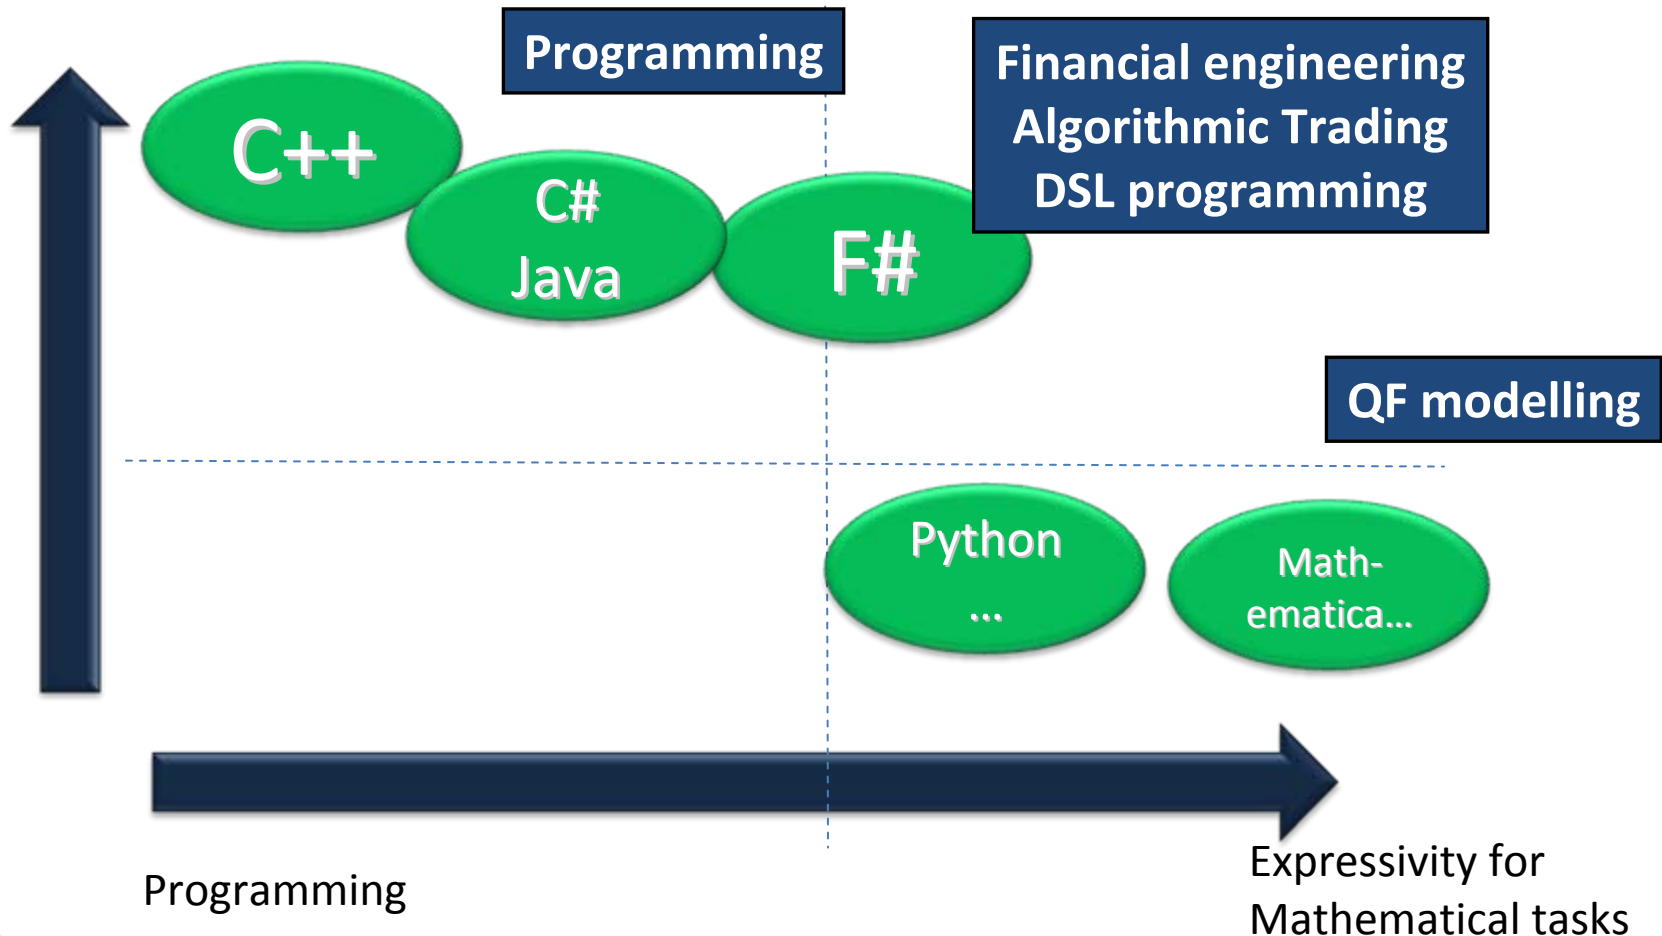 Programming
Financial engineering
Algorithmic Trading
DSL programming
C++
C#
Java
F#
QF modelling
Python
...
Math-
ematica...
Programming
Expressivity for
Mathematical tasks